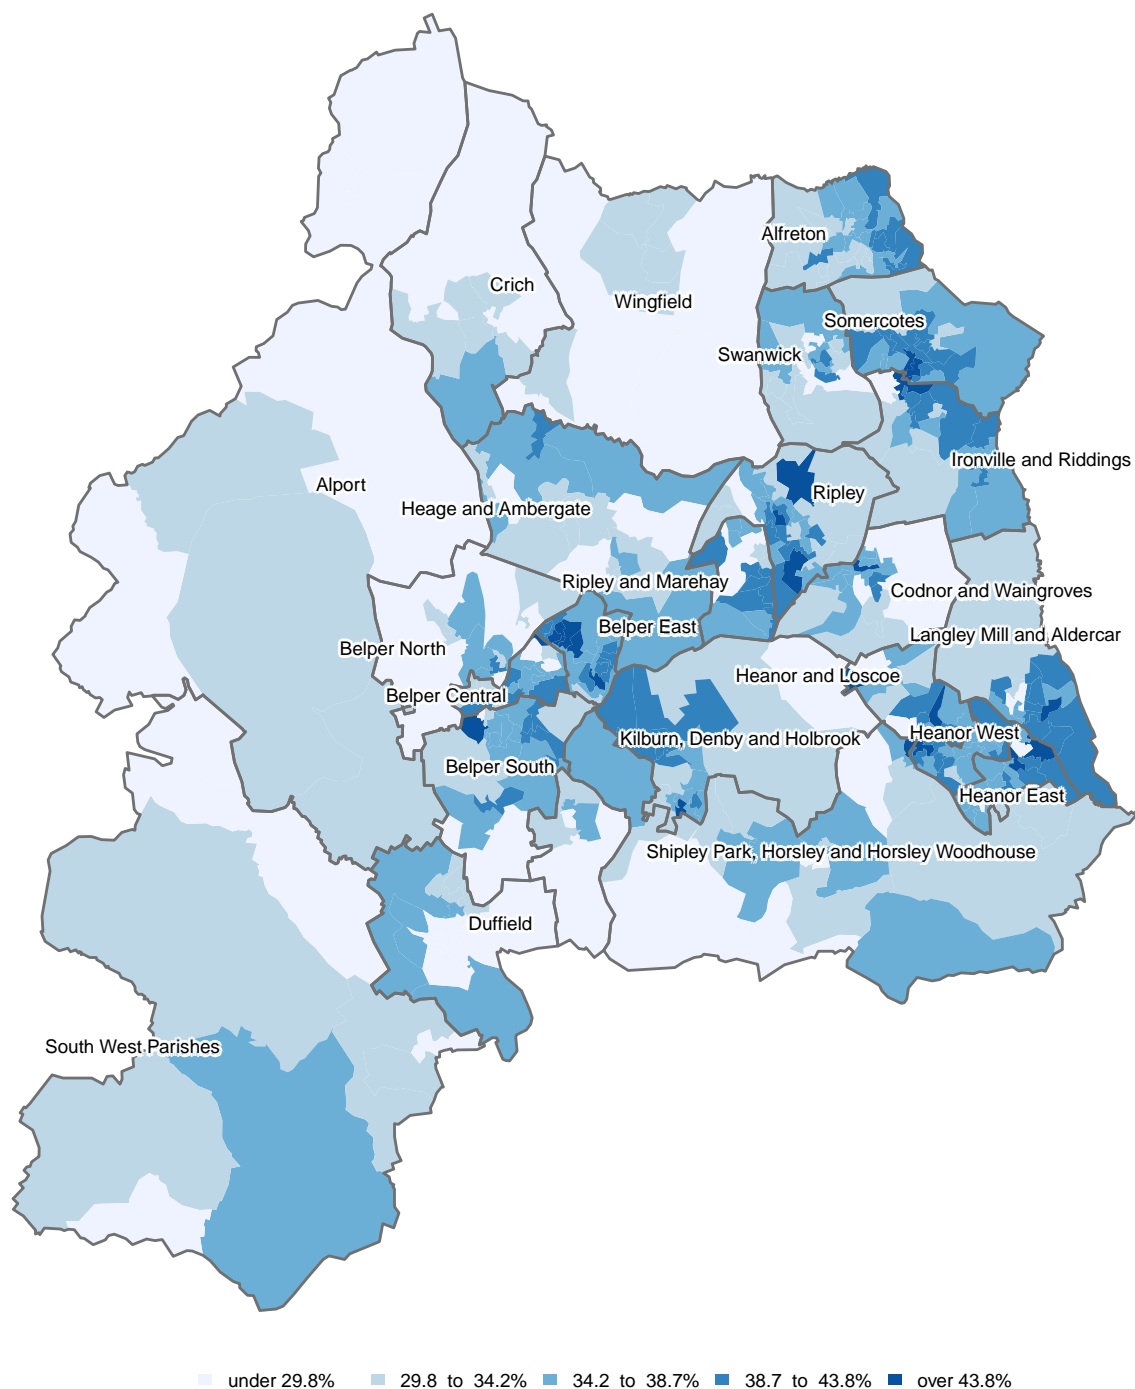 Alfreton
Crich
Wingfield
Somercotes
Swanwick
Ironville and Riddings
Alport
Ripley
Heage and Ambergate
Ripley and Marehay
Codnor and Waingroves
Belper East
Langley Mill and Aldercar
Belper North
Heanor and Loscoe
Belper Central
Heanor West
Kilburn, Denby and Holbrook
Belper South
Heanor East
Shipley Park, Horsley and Horsley Woodhouse
Duffield
South West Parishes
under 29.8% 29.8 to 34.2% 34.2 to 38.7% 38.7 to 43.8% over 43.8%